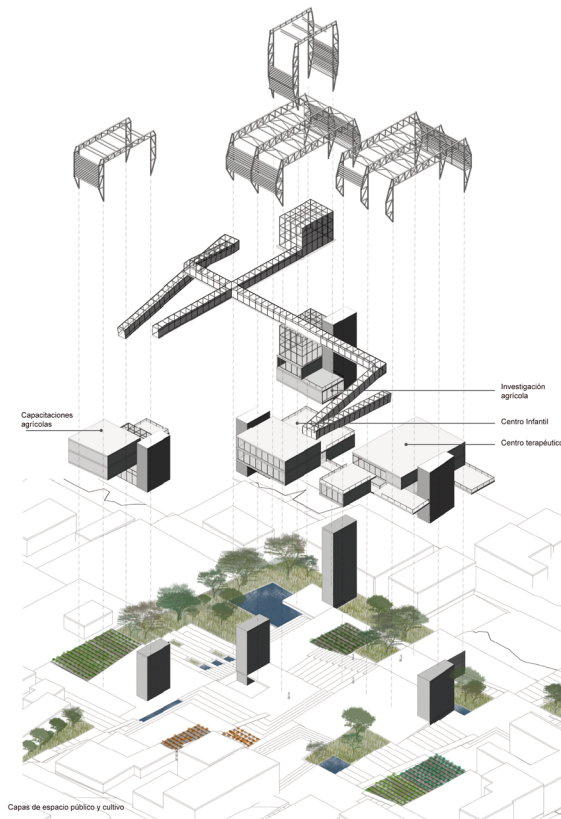 Investigación
agrícola
Capacitaciones
agrícolas
Centro Infantil
Centro terapéutico
Capas de espacio público y cultivo